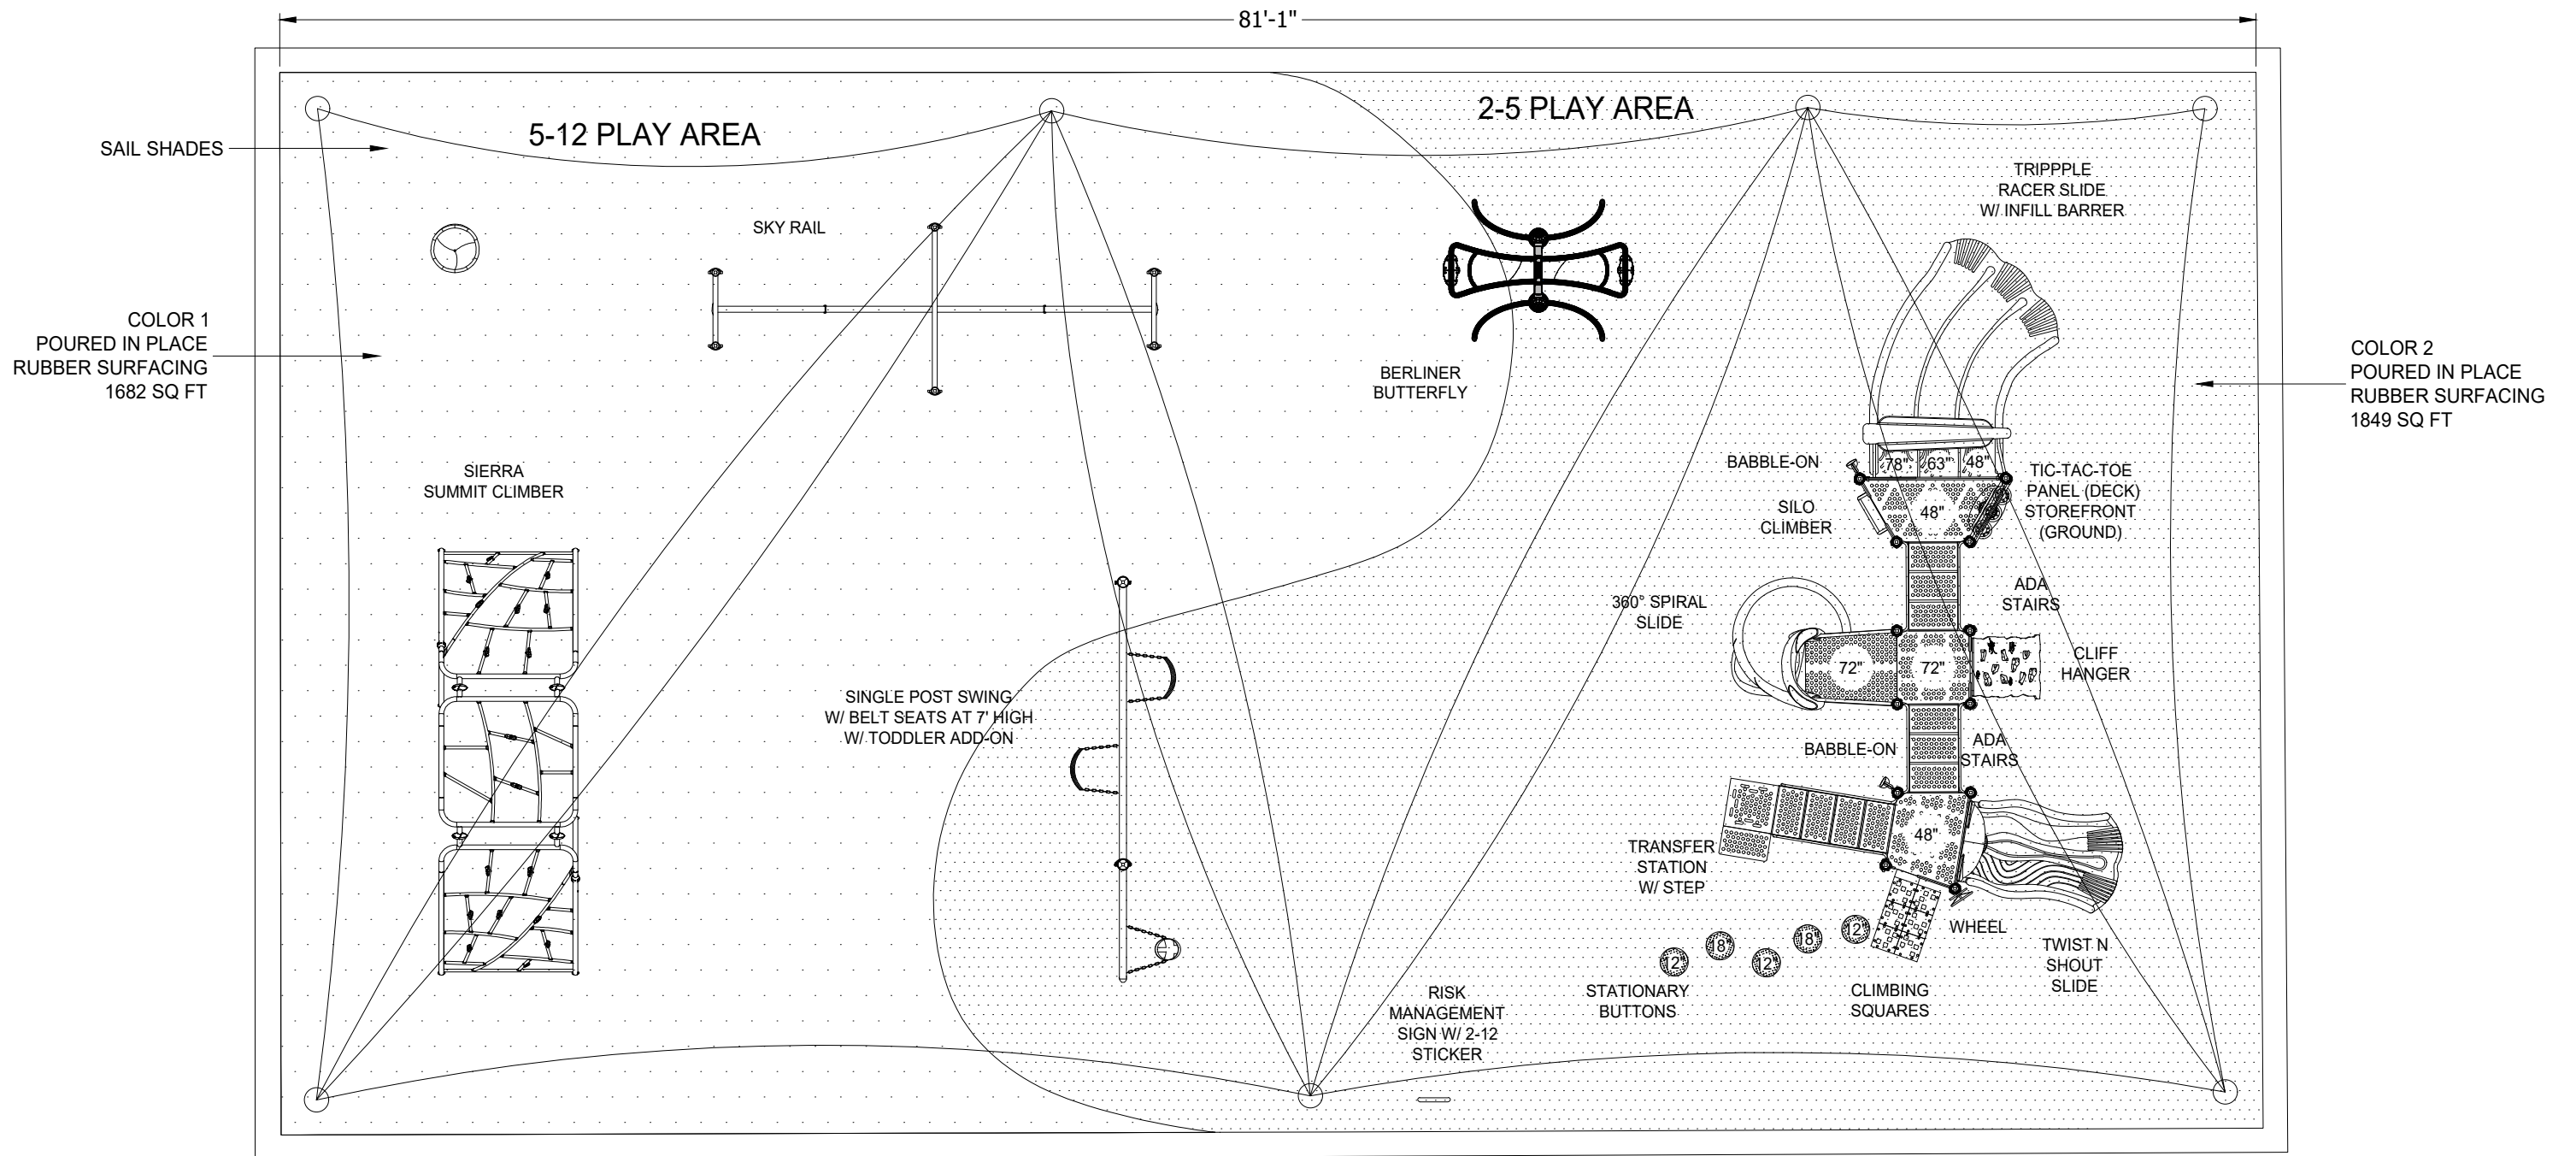 81'-1"
5-12 PLAY AREA
2-5 PLAY AREA
SAIL SHADES
SKY RAIL
TRIPPPLE
RACER SLIDE
W/ INFILL BARRER
COLOR 1
POURED IN PLACE
RUBBER SURFACING
1682 SQ FT
COLOR 2
POURED IN PLACE
RUBBER SURFACING
1849 SQ FT
BERLINER
BUTTERFLY
SIERRA
SUMMIT CLIMBER
BABBLE-ON
78" 63" 48"
TIC-TAC-TOE
PANEL (DECK)
STOREFRONT
(GROUND)
SILO
CLIMBER
48"
ADA
STAIRS
360° SPIRAL
SLIDE
72" 72"
CLIFF
HANGER
SINGLE POST SWING
W/ BELT SEATS AT 7' HIGH
W/ TODDLER ADD-ON
BABBLE-ON
ADA
STAIRS
48"
TRANSFER
STATION
W/ STEP
WHEEL
12" 18" 12" 18" 12"
TWIST N
SHOUT
SLIDE
STATIONARY
BUTTONS
CLIMBING
SQUARES
RISK
MANAGEMENT
SIGN W/ 2-12
STICKER